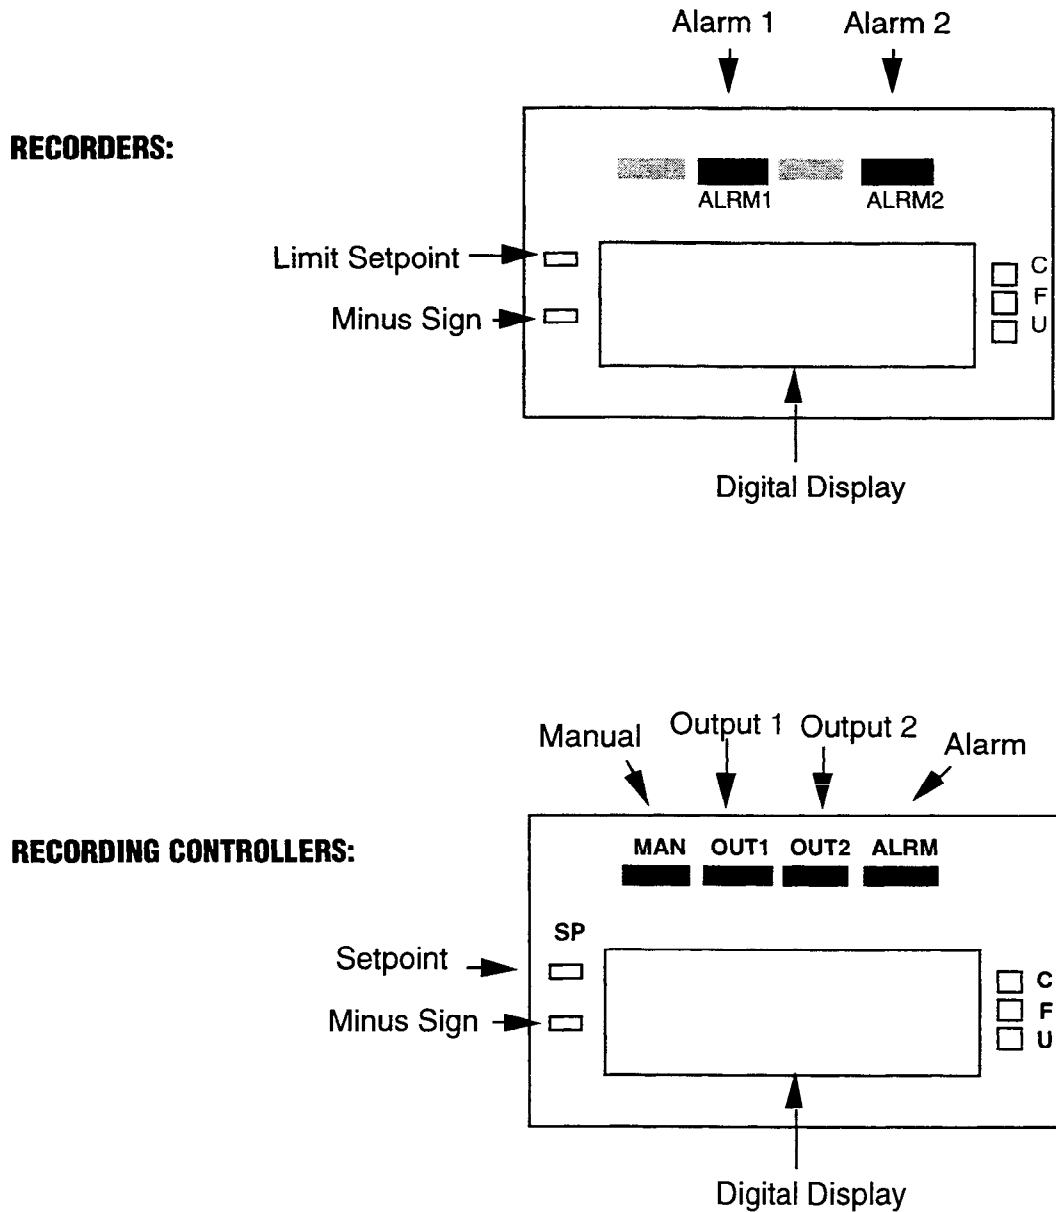 Alarm 1 Alarm 2
RECORDERS:
ALRM1 ALRM2
Limit Setpoint
C
Minus Sign
F
U
Digital Display
Manual Output 1 Output 2 Alarm
RECORDING CONTROLLERS:
MAN OUT1 OUT2 ALRM
SP
Setpoint
C
Minus Sign
F
U
Digital Display